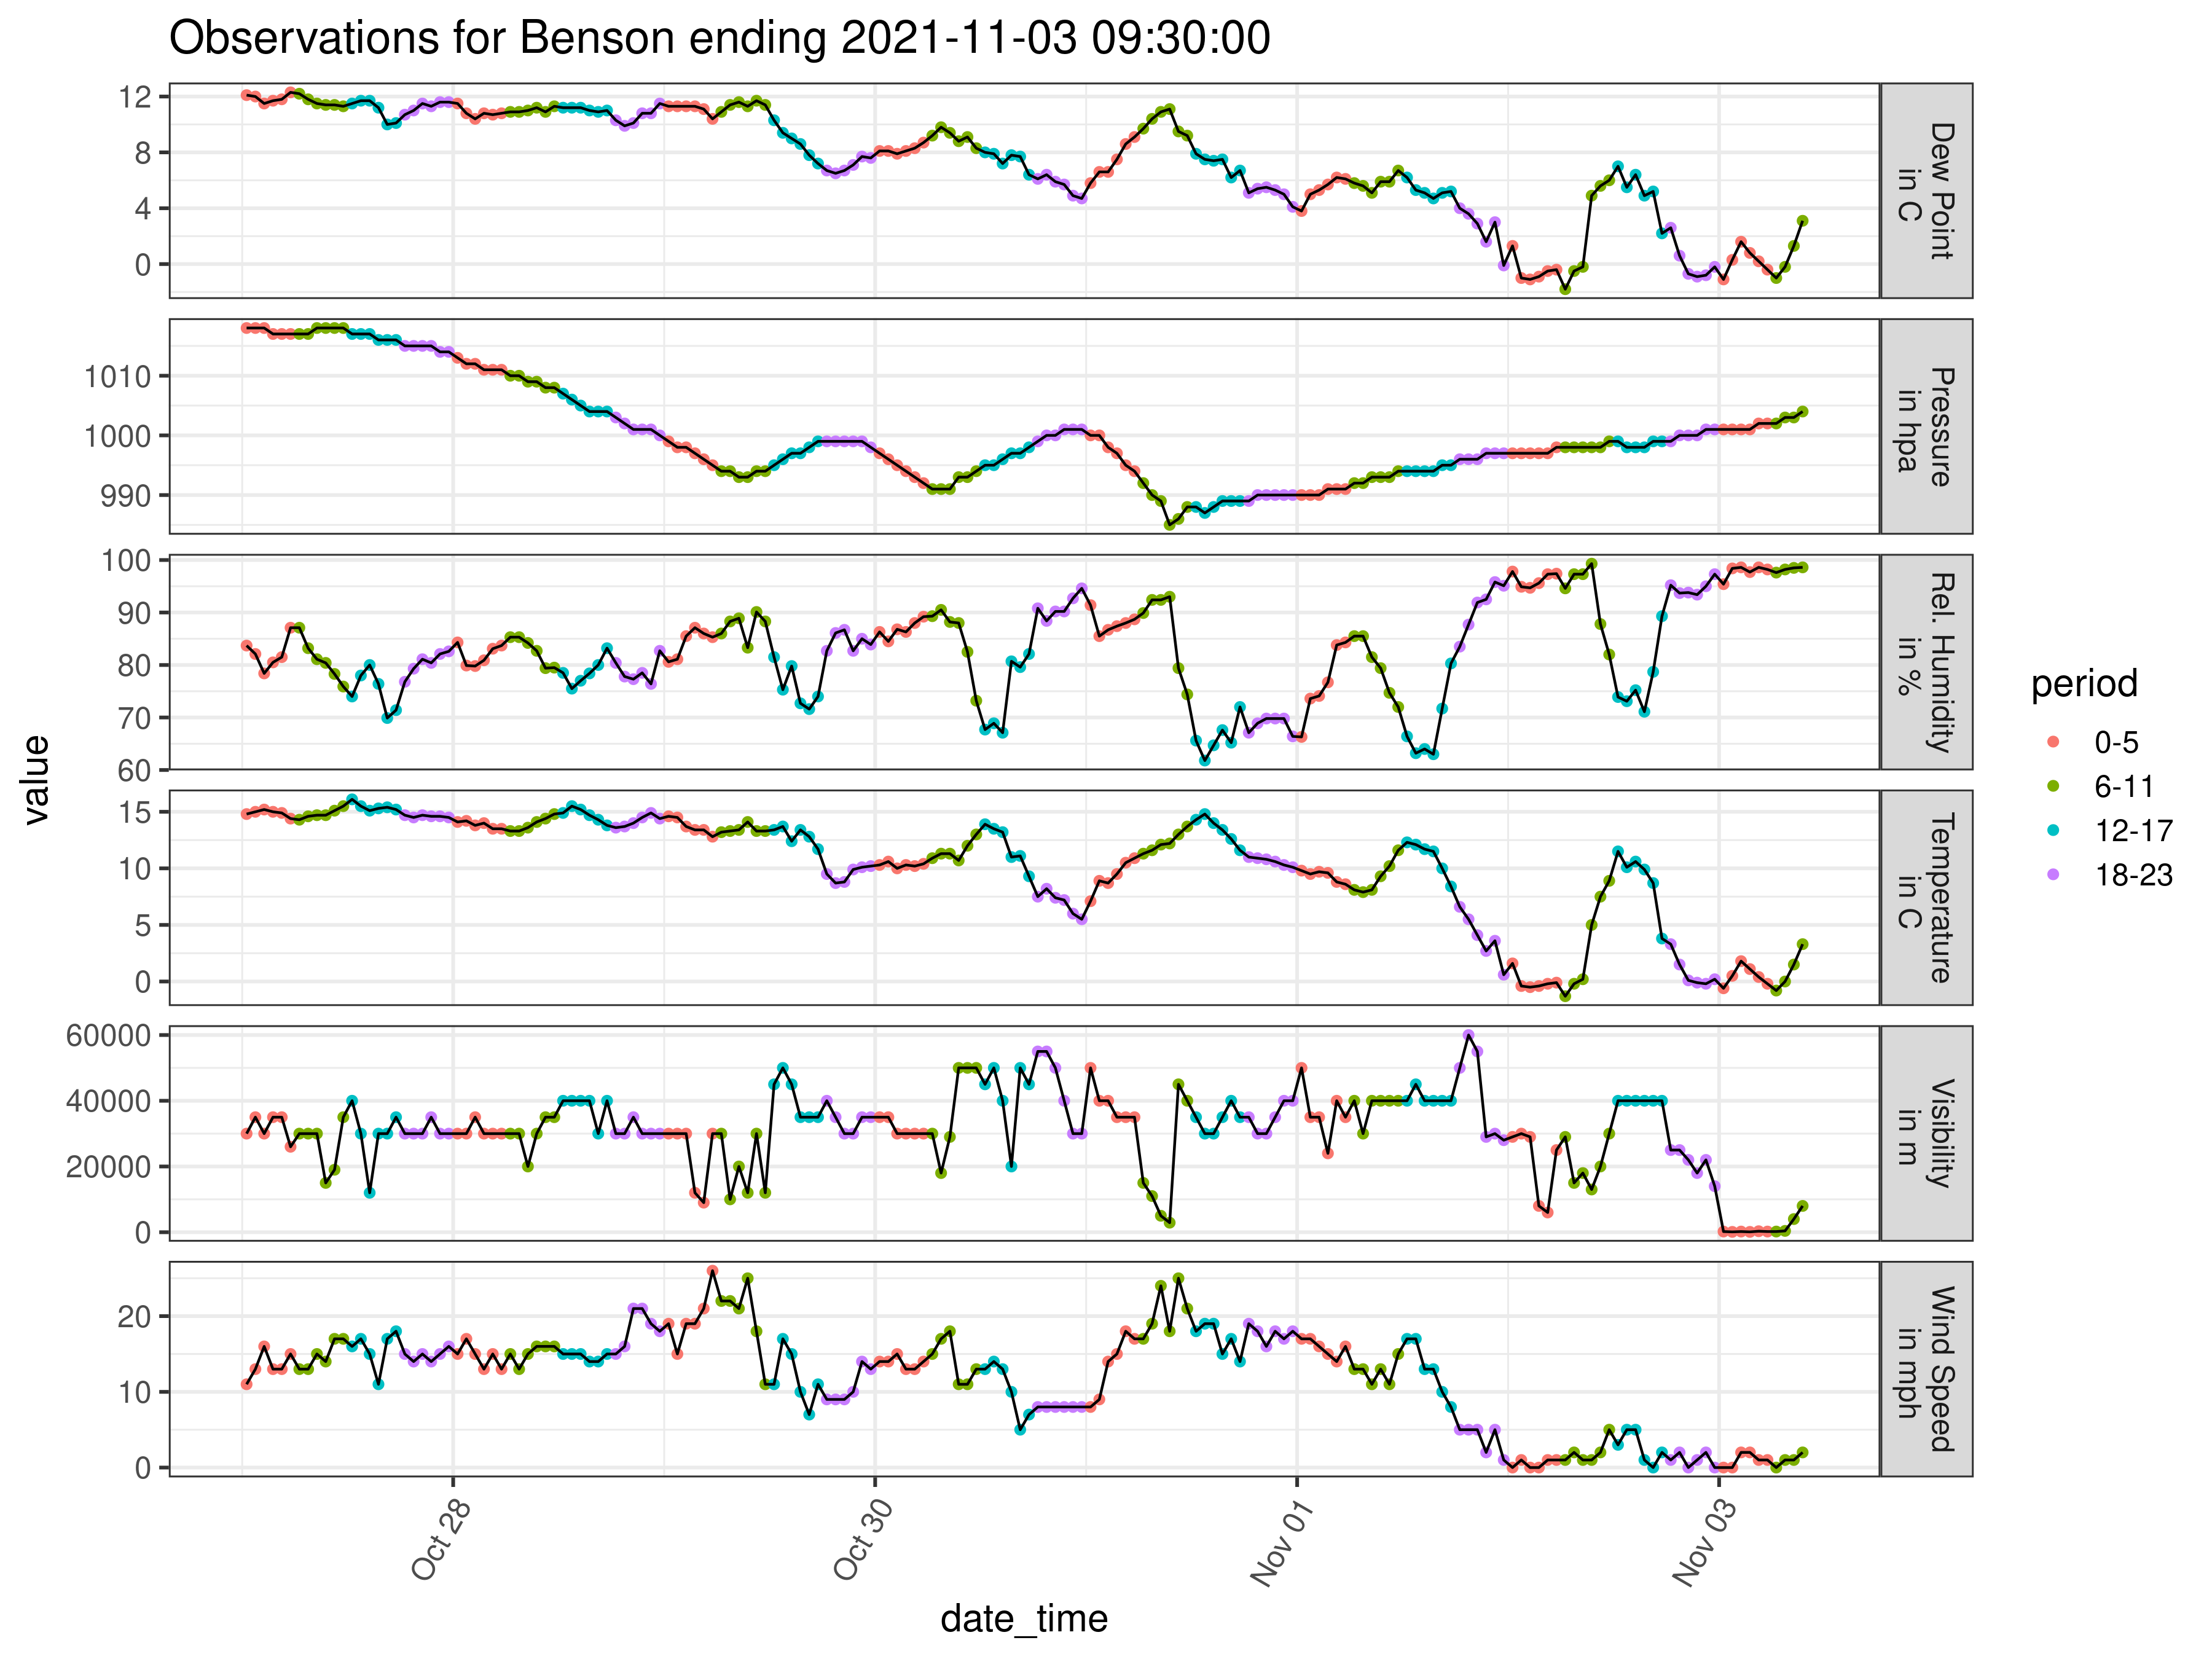 Observations for Benson ending 2021-11-03 09:30:00
value
12
8
4
0
Dew Point
in C
1010
1000
990
Pressure
in hpa
100
90
80
70
60
Rel. Humidity
in %
15
10
5
0
Temperature
in C
60000
40000
20000
0
Visibility
in m
20
10
0
Wind Speed
in mph
Oct 28
Oct 30
Nov 01
Nov 03
date_time
period
0-5
6-11
12-17
18-23